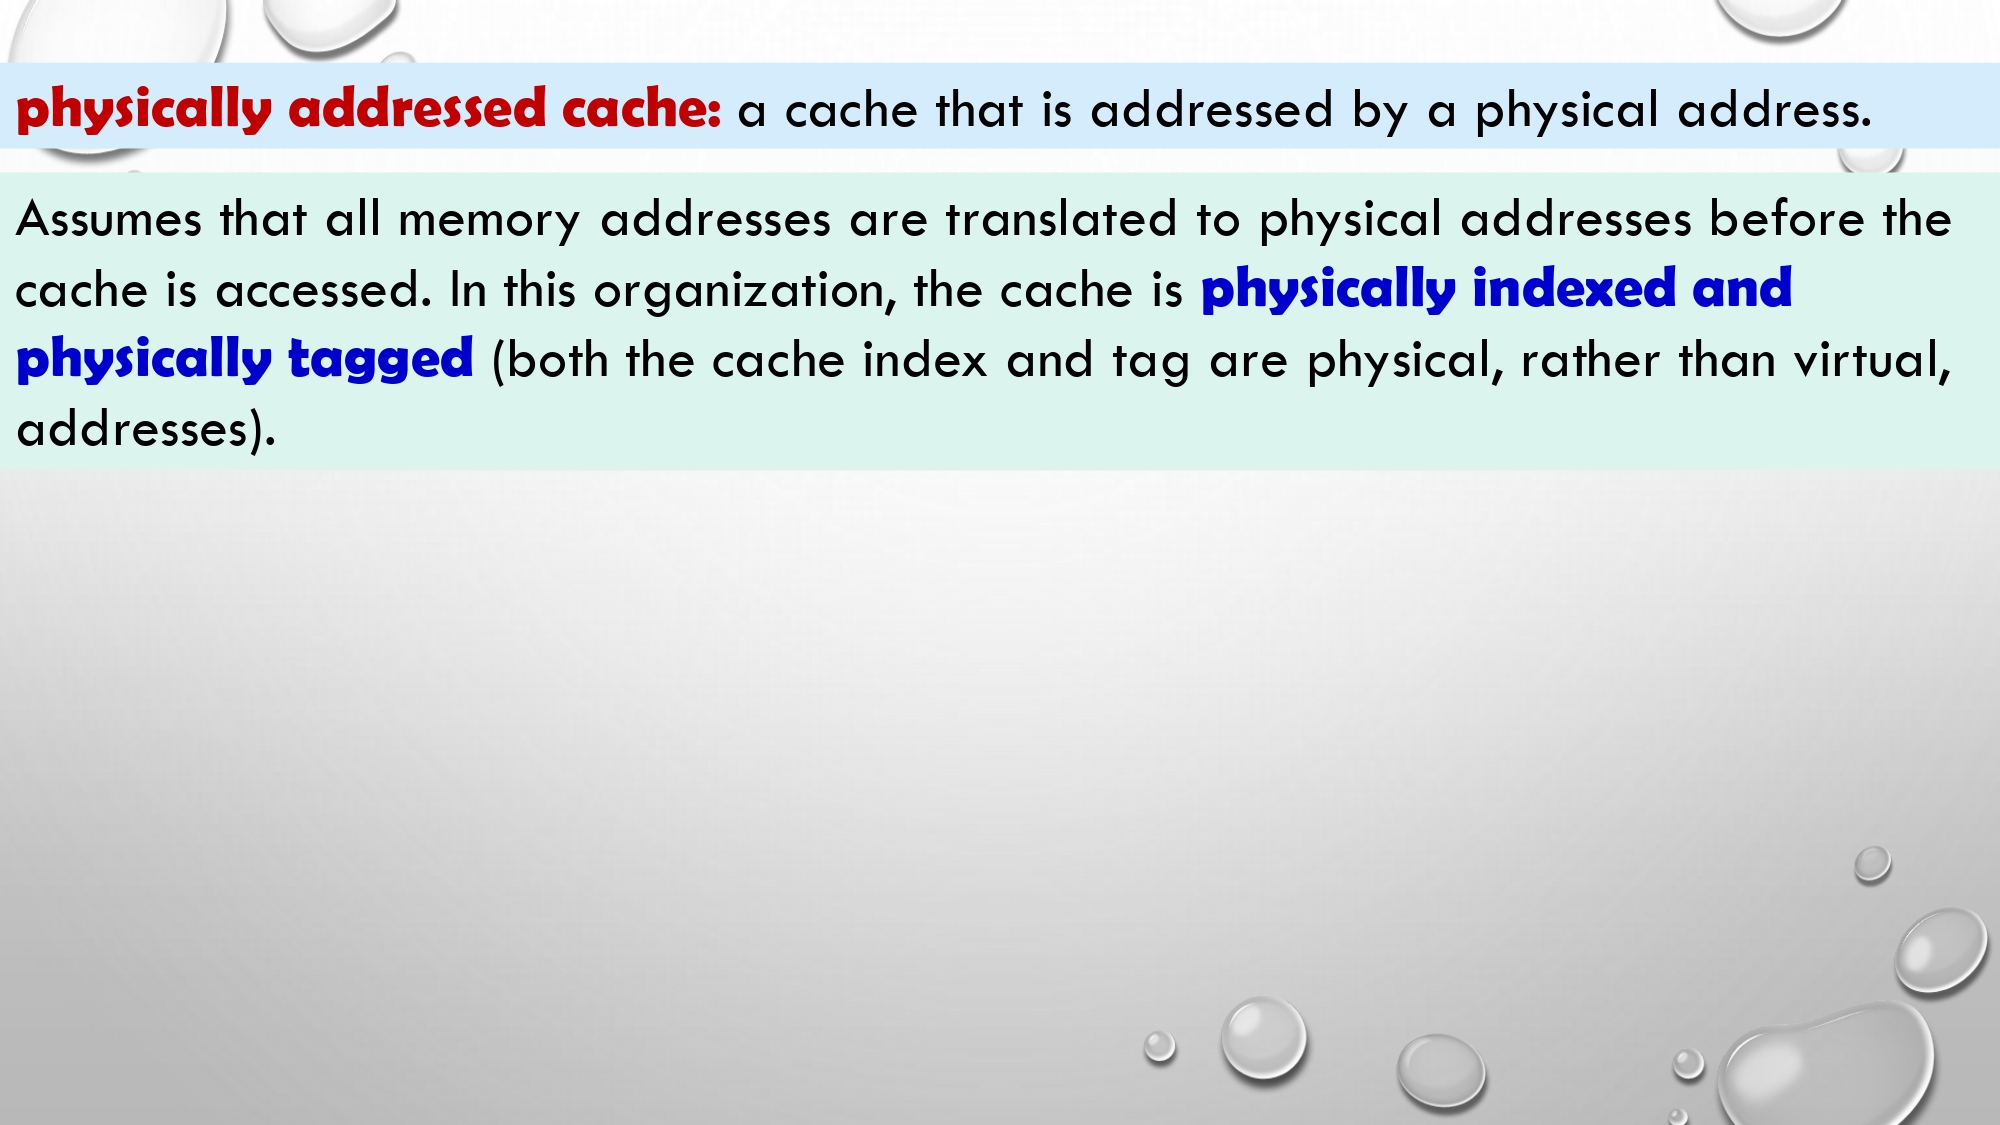 physically addressed cache: a cache that is addressed by a physical address.
Assumes that all memory addresses are translated to physical addresses before the
cache is accessed. In this organization, the cache is physically indexed and
physically tagged (both the cache index and tag are physical, rather than virtual,
addresses).